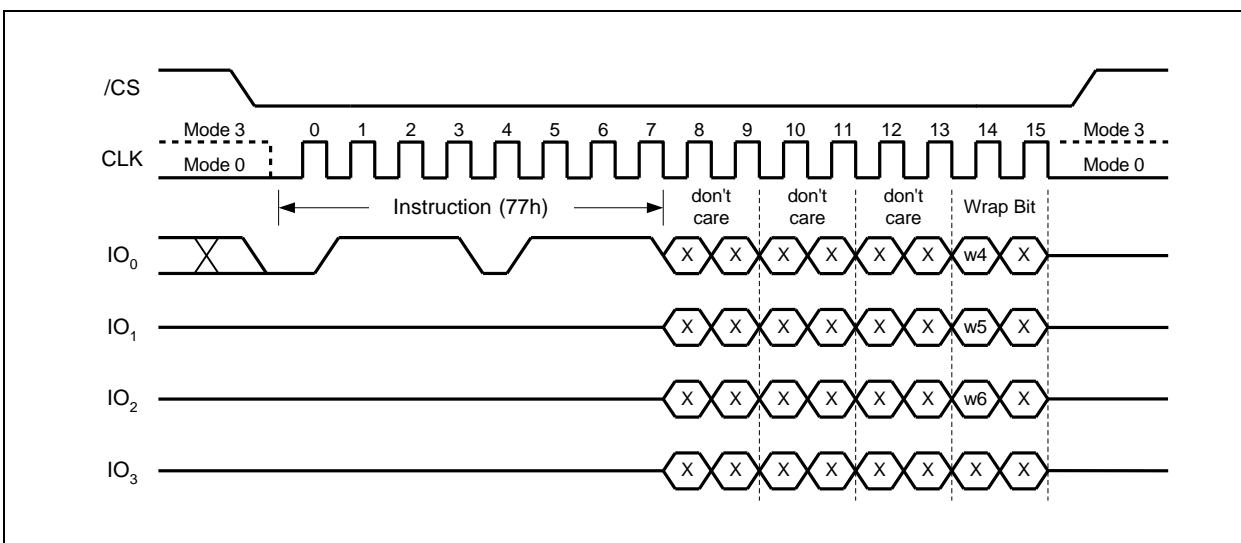 /CS
Mode 3 0 1 2 3 4 5 6 7 8 9 10 11 12 13 14 15 Mode 3
CLK
Mode 0 Mode 0
Instruction (77h) don't care don't care don't care Wrap Bit
IO0 X X X X X X w4 X
IO1 X X X X X X w5 X
IO2 X X X X X X w6 X
IO3 X X X X X X X X